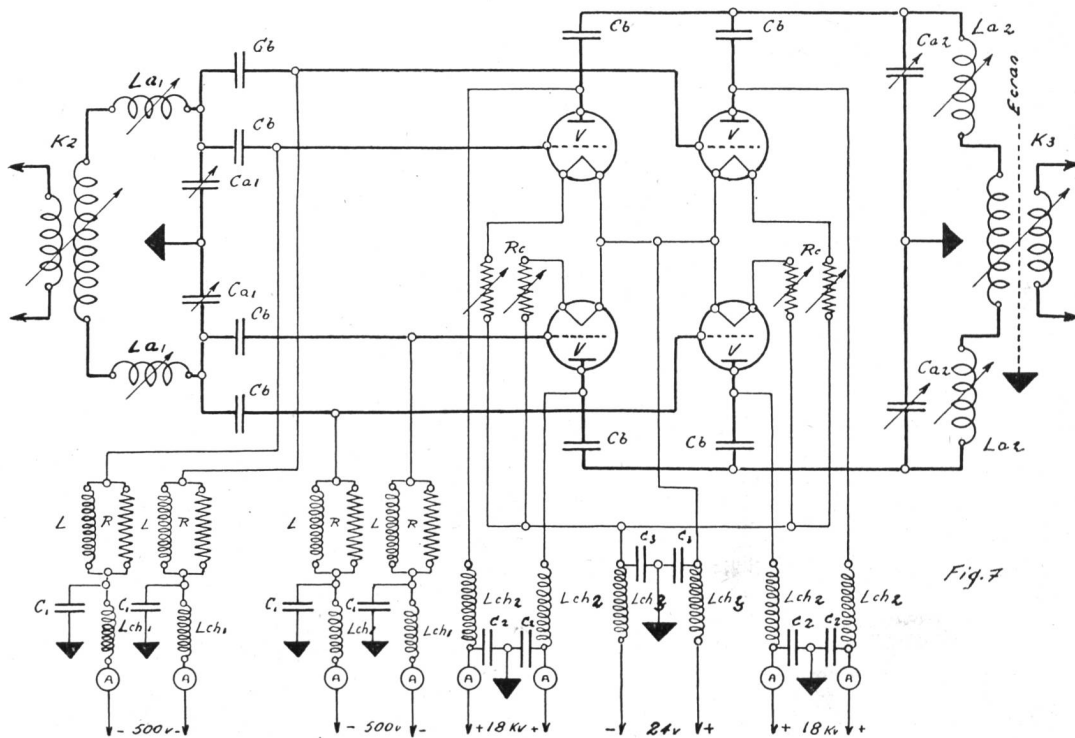 Cb Cb
La2
Ca2
Gb
La1
Ecran
K2
Cb
V V
K3
Ca1
Rc Rc
Ca1
Cb
La1
V V
Ca2
Cb
Cb Cb
La2
L R L R L R L R
C3 C3
Fig. 7
C1 C1 C1 C1
Lch1 Lch1 Lch1 Lch1 Lch2 Lch2 Lch3 Lch3 Lch2 Lch2
C2 C2 C2 C2
A A A A A A A A
- 500v - - 500v - + 18 Kv + - 24v + + 18 Kv +